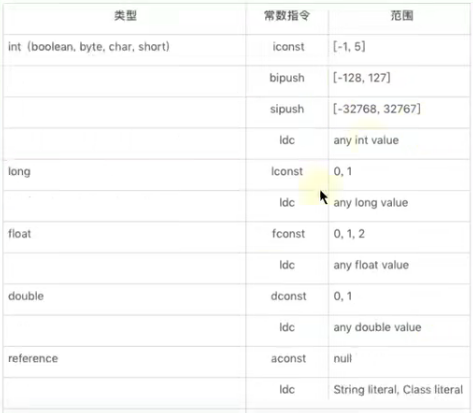 类型 常数指令 范围
int (boolean, byte, char, short) iconst [-1, 5]
bipush [-128, 127]
sipush [-32768, 32767]
ldc any int value
long lconst 0, 1
ldc any long value
float fconst 0, 1, 2
ldc any float value
double dconst 0, 1
ldc any double value
reference aconst null
ldc String literal, Class literal